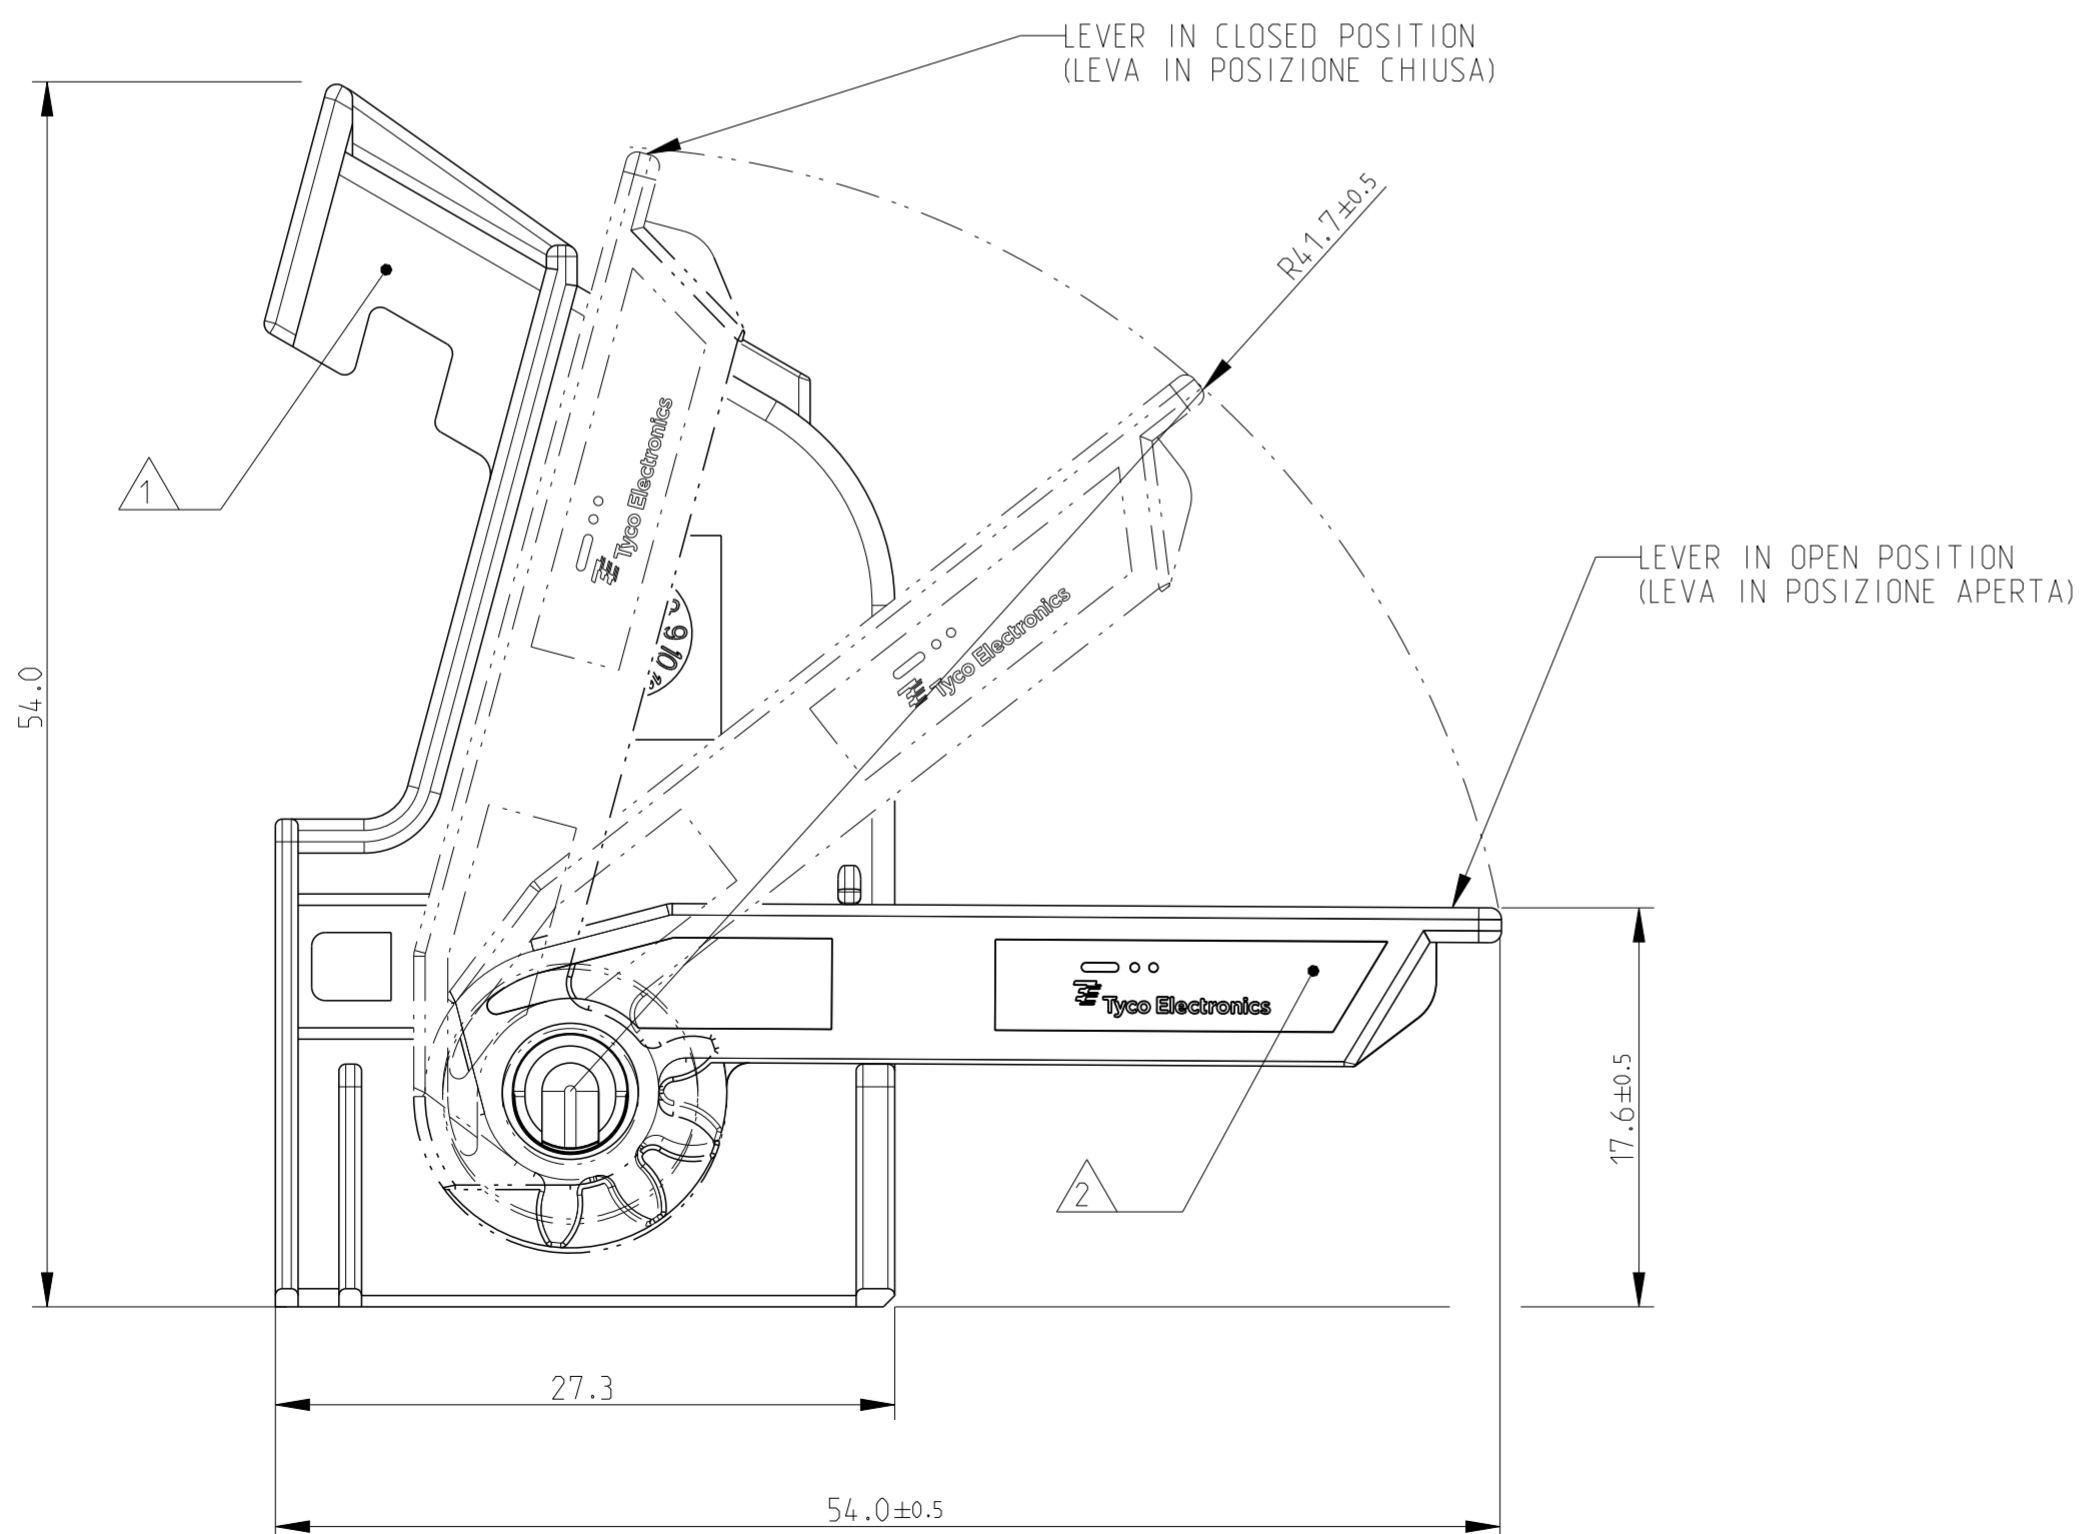 LEVER IN CLOSED POSITION
(LEVA IN POSIZIONE CHIUSA)
R41.7±0.5
1
Tyco Electronics
LEVER IN OPEN POSITION
(LEVA IN POSIZIONE APERTA)
9
10
Tyco Electronics
54.0
Tyco Electronics
17.6±0.5
2
27.3
54.0±0.5